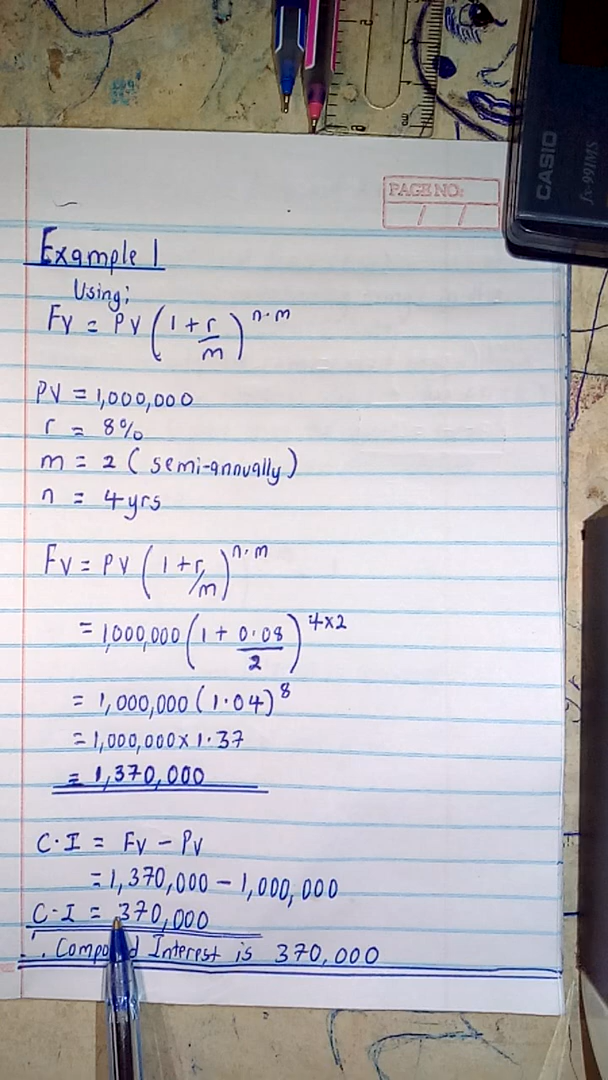 CASIO
fx-991MS
PAGE NO:
/ /
Example 1
Using;
FV = PV (1 + r/m)^n·m
PV = 1,000,000
r = 8%
m = 2 (semi-annually)
n = 4yrs
FV = PV (1 + r/m)^n·m
= 1,000,000 (1 + 0.08/2)^4×2
= 1,000,000 (1.04)^8
= 1,000,000 × 1.37
= 1,370,000
C.I = FV − PV
= 1,370,000 − 1,000,000
C.I = 370,000
∴ Compound Interest is 370,000